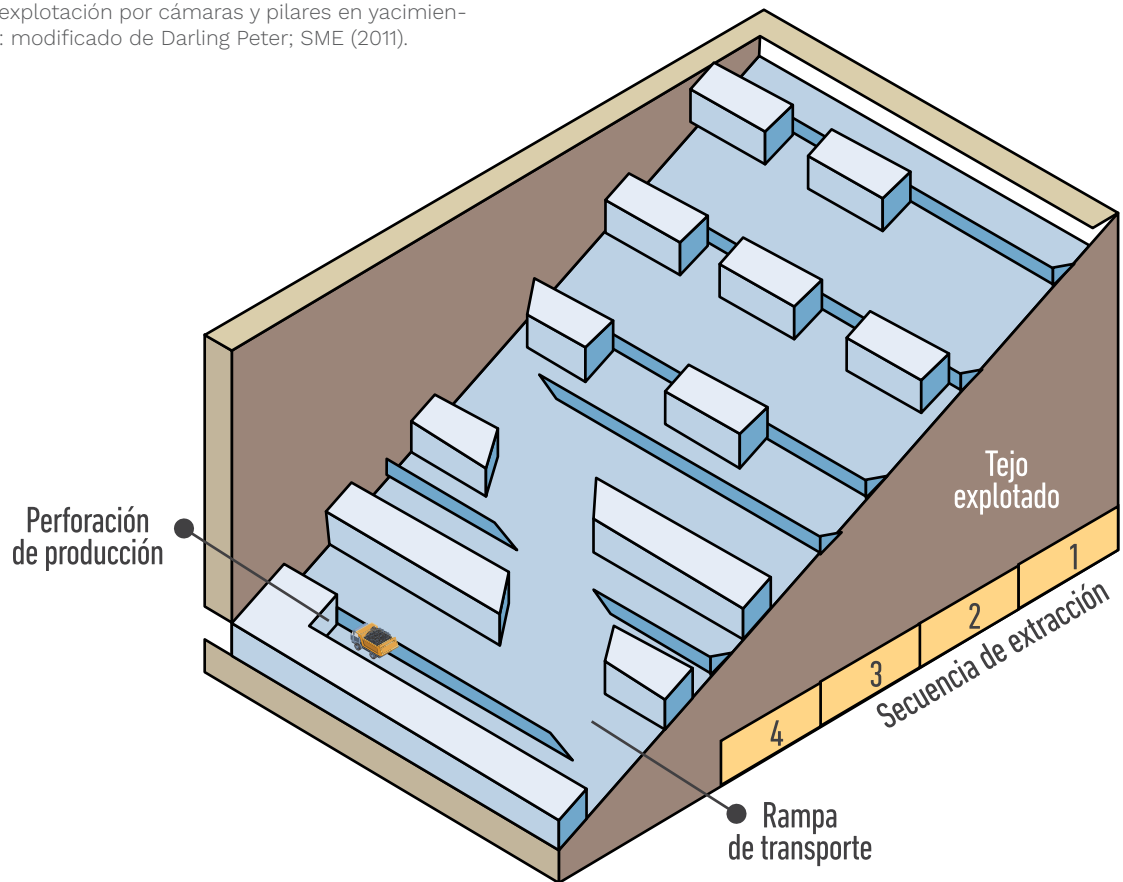 explotación por cámaras y pilares en yacimien-
: modificado de Darling Peter; SME (2011).
Tejo
explotado
Perforación
de producción
1
2
3
4
Secuencia de extracción
Rampa
de transporte